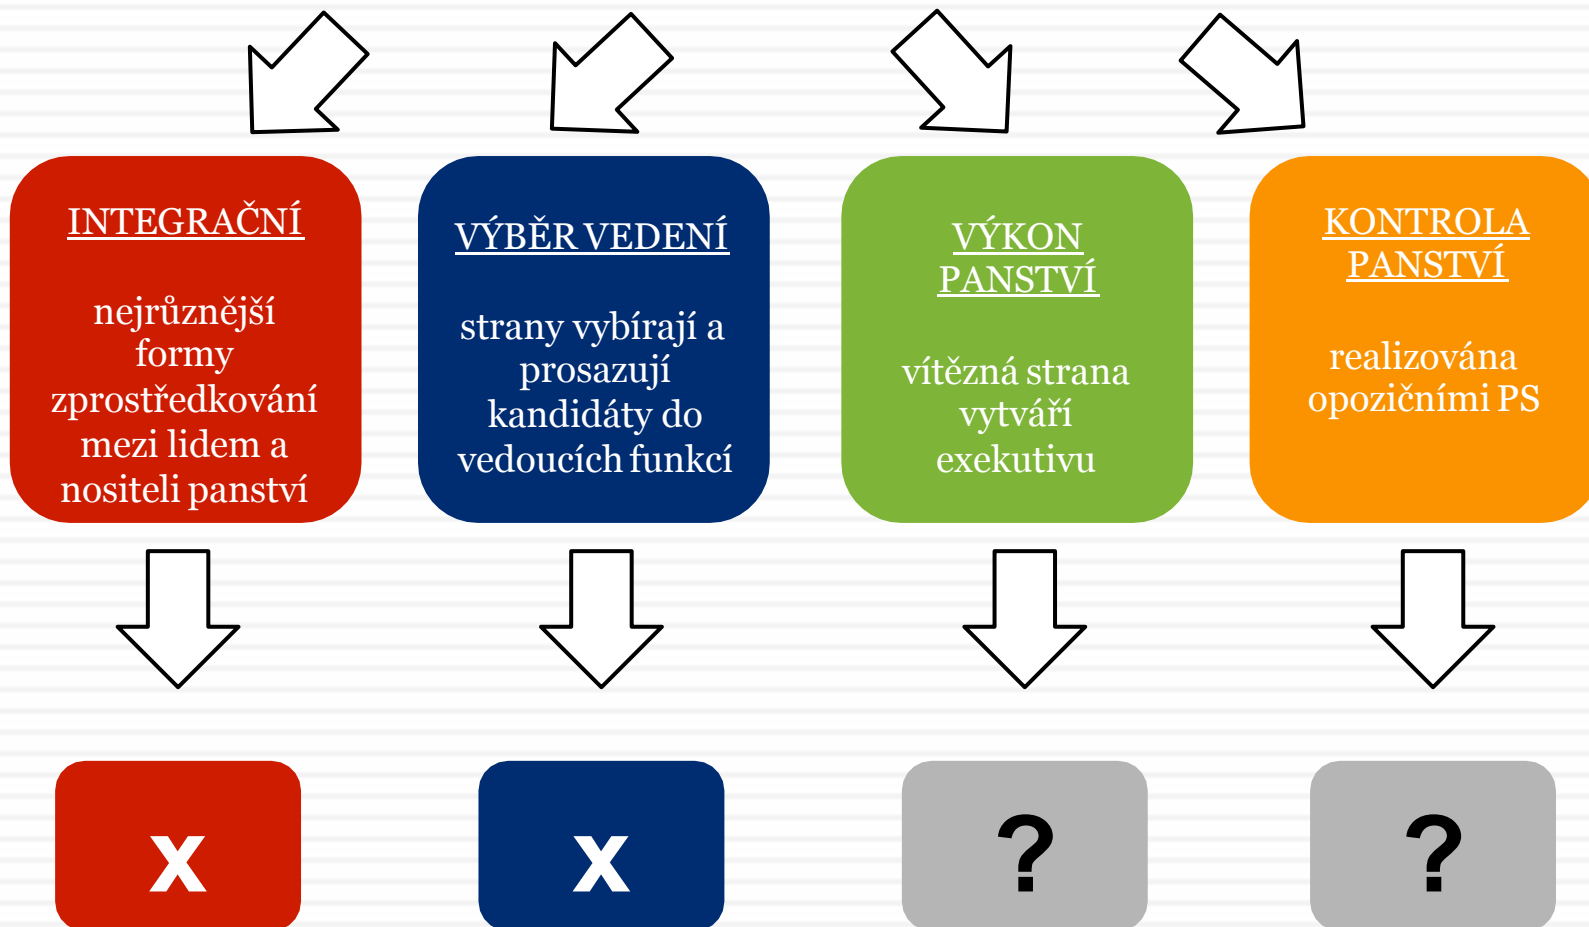 INTEGRAČNÍ
nejrůznější
formy
zprostředkování
mezi lidem a
nositeli panství
VÝBĚR VEDENÍ
strany vybírají a
prosazují
kandidáty do
vedoucích funkcí
VÝKON
PANSTVÍ
vítězná strana
vytváří
exekutivu
KONTROLA
PANSTVÍ
realizována
opozičními PS
x
x
?
?